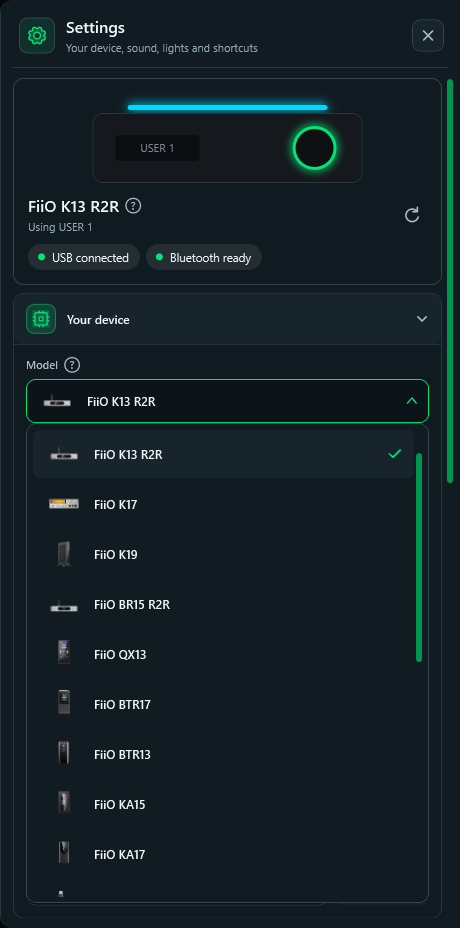 Settings
Your device, sound, lights and shortcuts
USER 1
FiiO K13 R2R
Using USER 1
USB connected
Bluetooth ready
Your device
Model
FiiO K13 R2R
FiiO K13 R2R
FiiO K17
FiiO K19
FiiO BR15 R2R
FiiO QX13
FiiO BTR17
FiiO BTR13
FiiO KA15
FiiO KA17